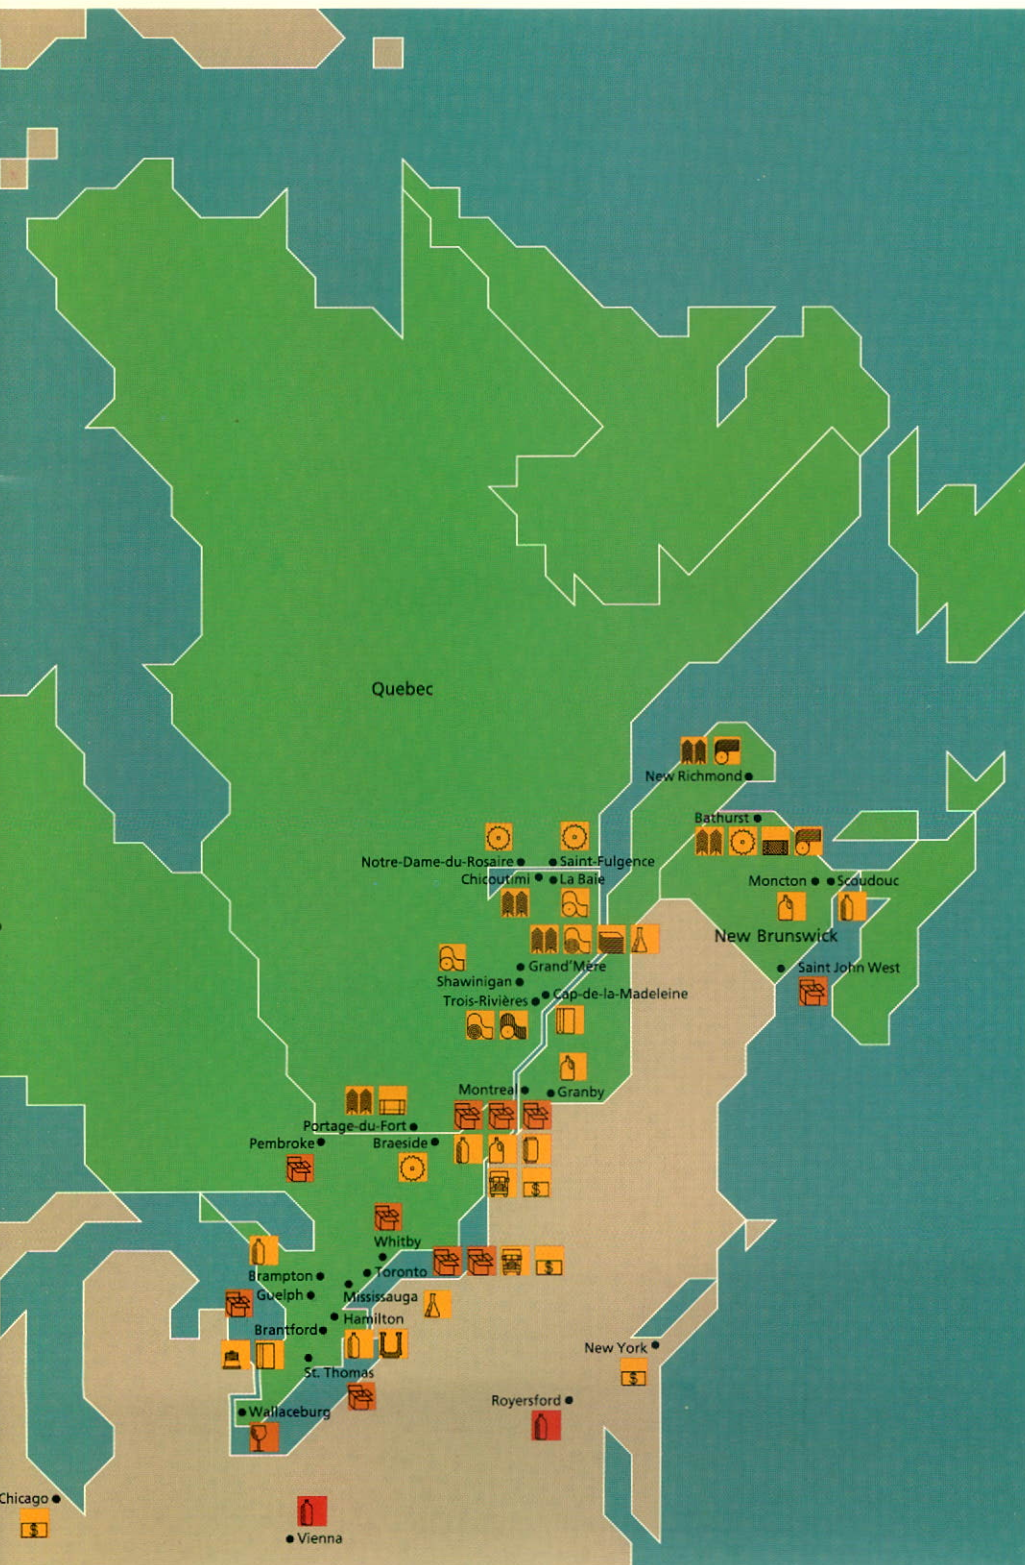 Quebec
New Richmond
Bathurst
Notre-Dame-du-Rosaire
Saint-Fulgence
Chicoutimi
La Baie
Moncton
Scoudouc
New Brunswick
Grand'Mère
Saint John West
Shawinigan
Cap-de-la-Madeleine
Trois-Rivières
Montreal
Granby
Portage-du-Fort
Pembroke
Braeside
$
Whitby
Toronto
$
Brampton
Guelph
Mississauga
Hamilton
Brantford
New York
$
St. Thomas
Royersford
Wallaceburg
Chicago
$
Vienna